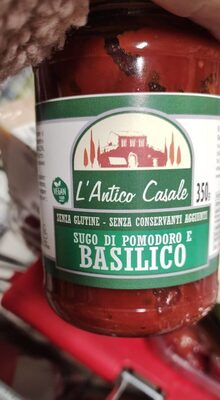 VEGAN
L'Antico Casale
350g
SENZA GLUTINE - SENZA CONSERVANTI AGGIUNTI
SUGO DI POMODORO E
BASILICO